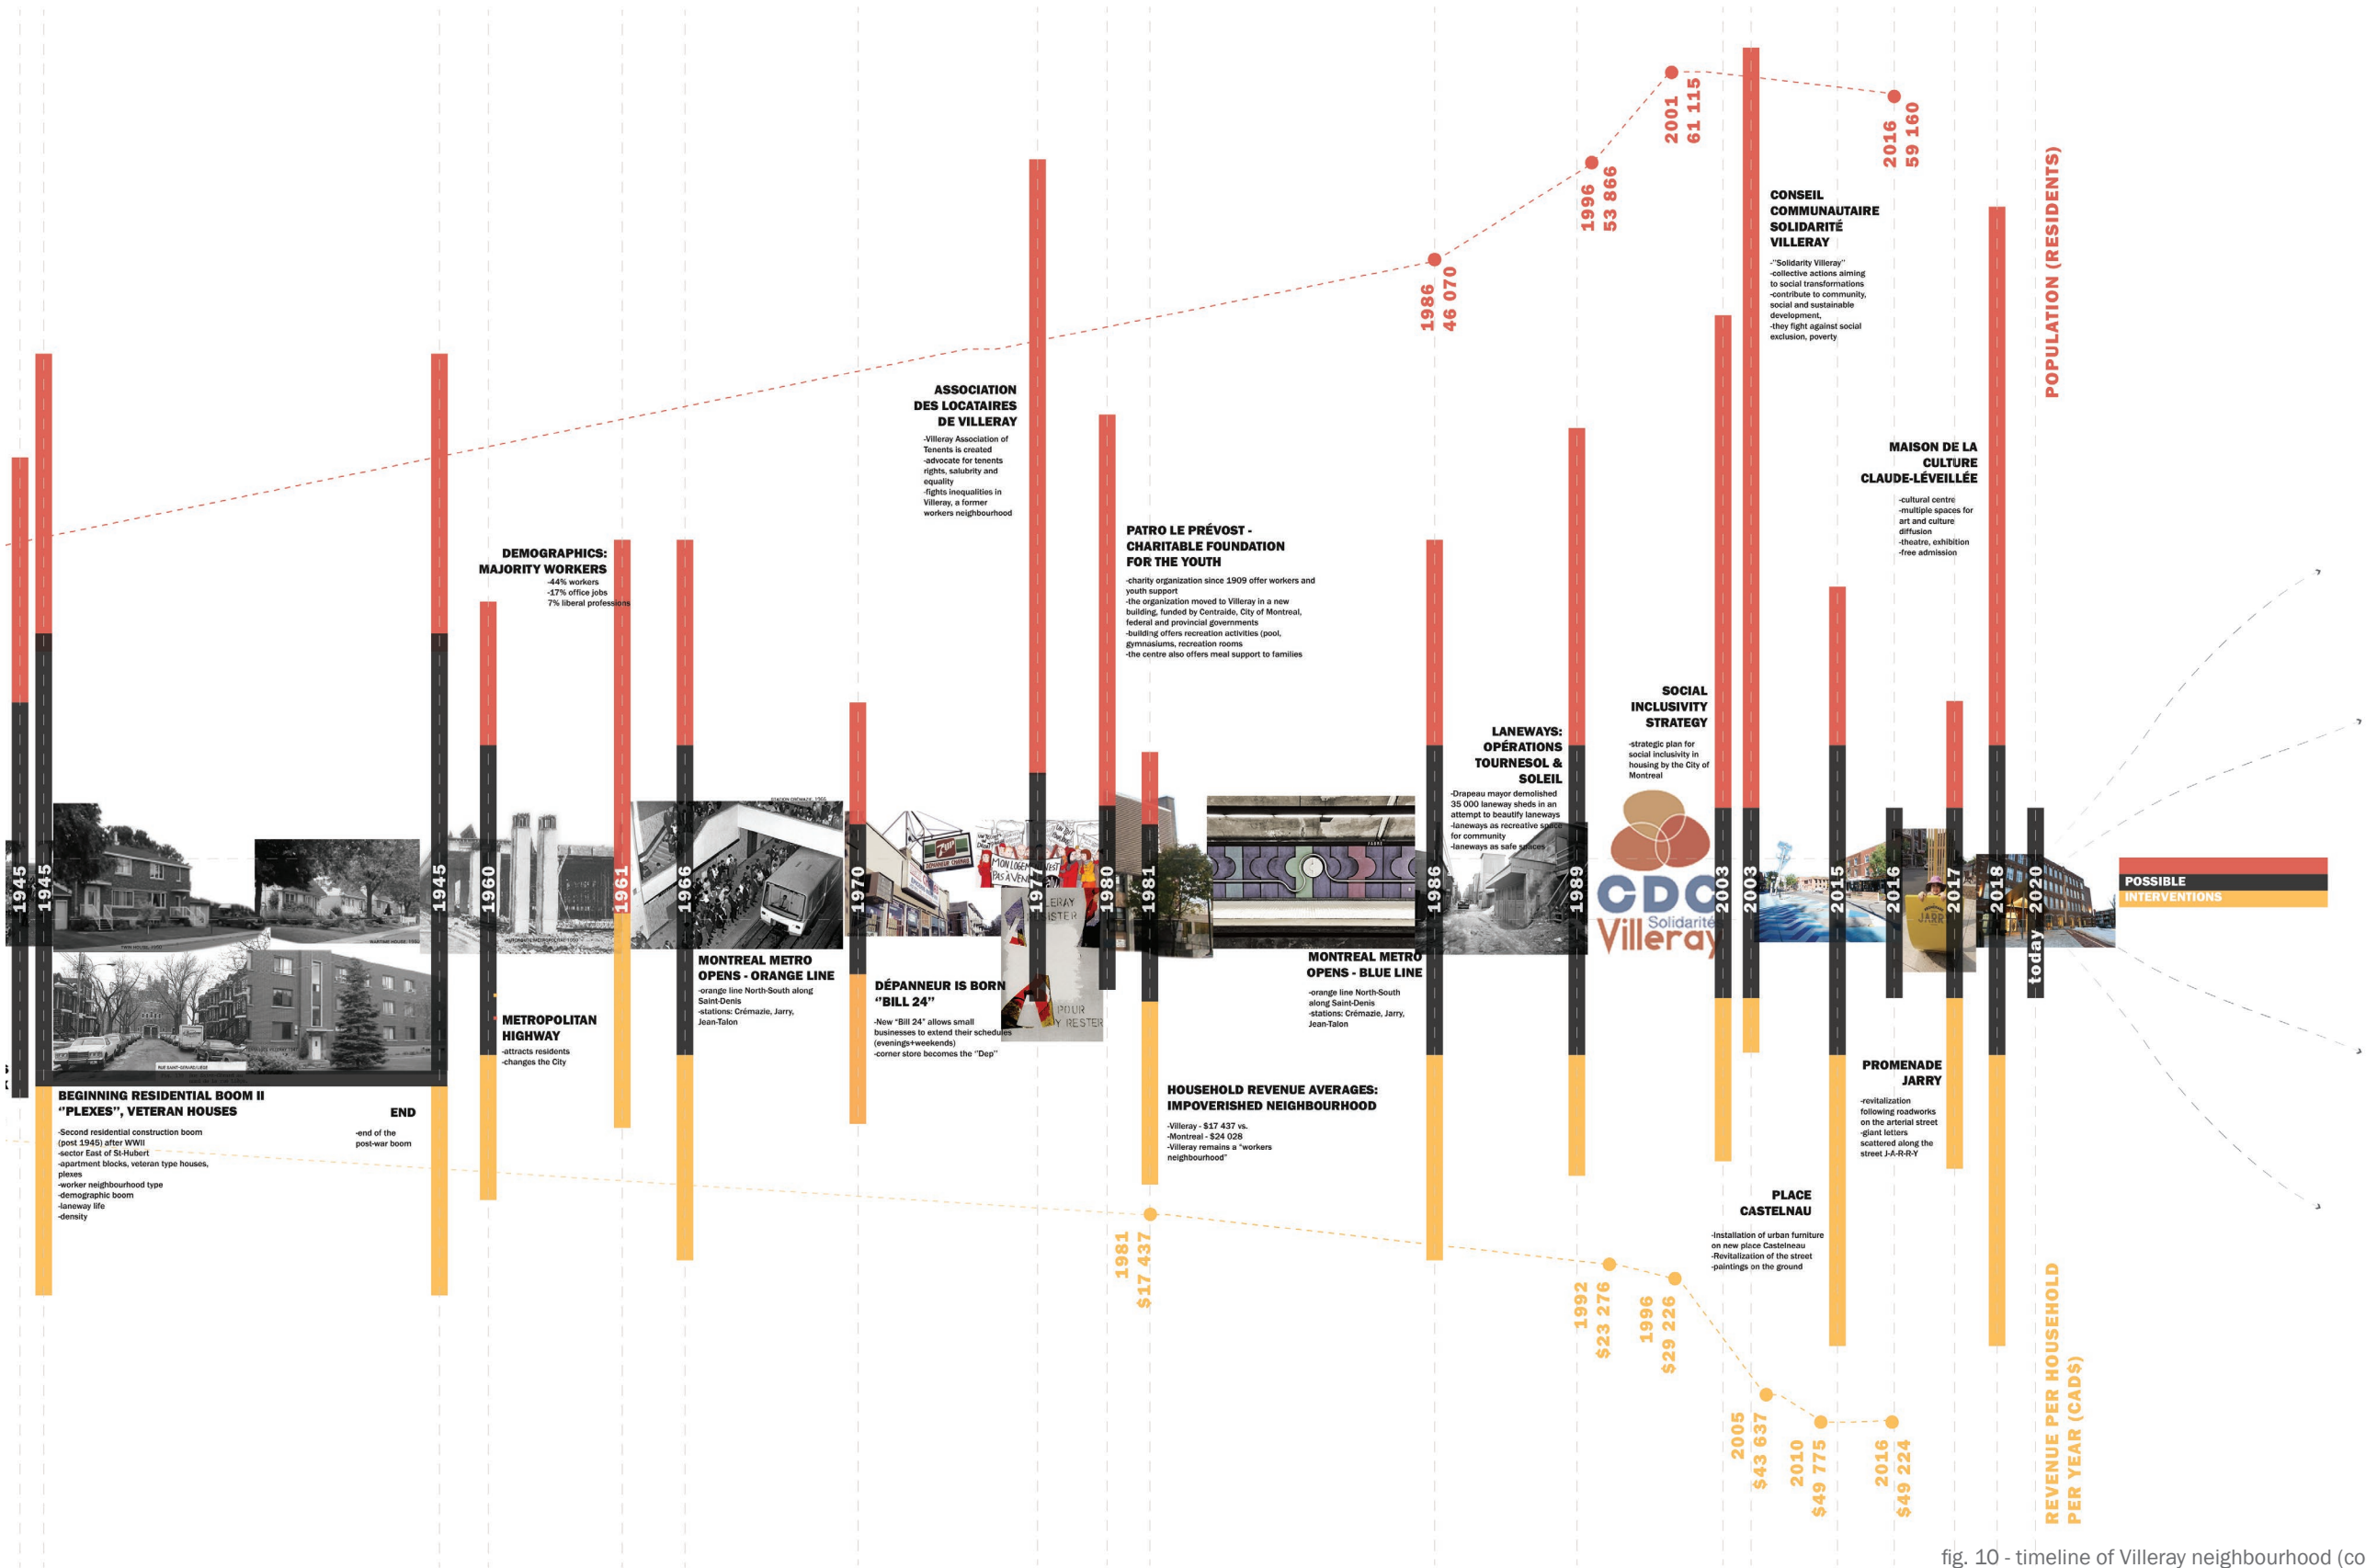 2001
61 115
2016
59 160
1996
53 866
1986
46 070
POPULATION (RESIDENTS)
CONSEIL
COMMUNAUTAIRE
SOLIDARITÉ
VILLERAY
-"Solidarity Villeray"
-collective actions aiming
to social transformations
-contribute to community,
social and sustainable
development,
-they fight against social
exclusion, poverty
ASSOCIATION
DES LOCATAIRES
DE VILLERAY
-Villeray Association of
Tenents is created
-advocate for tenents
rights, salubrity and
equality
-fights inequalities in
Villeray, a former
workers neighbourhood
MAISON DE LA
CULTURE
CLAUDE-LÉVEILLÉE
-cultural centre
-multiple spaces for
art and culture
diffusion
-theatre, exhibition
-free admission
DEMOGRAPHICS:
MAJORITY WORKERS
-44% workers
-17% office jobs
7% liberal professions
PATRO LE PRÉVOST -
CHARITABLE FOUNDATION
FOR THE YOUTH
-charity organization since 1909 offer workers and
youth support
-the organization moved to Villeray in a new
building, funded by Centraide, City of Montreal,
federal and provincial governments
-building offers recreation activities (pool,
gymnasiums, recreation rooms
-the centre also offers meal support to families
SOCIAL
INCLUSIVITY
STRATEGY
-strategic plan for
social inclusivity in
housing by the City of
Montreal
LANEWAYS:
OPÉRATIONS
TOURNESOL &
SOLEIL
-Drapeau mayor demolished
35 000 laneway sheds in an
attempt to beautify laneways
-laneways as recreative space
for community
-laneways as safe spaces
STATION CRÉMAZIE, 1966
1945
1945
1945
1960
1961
1966
1970
1980
1981
1986
1989
2003
2003
2015
2016
2017
2018
today 2020
7up
MON LOGEMENT EST
PAS À VENDRE
POUR
Y RESTER
CDC
Solidarité
Villeray
JARR
POSSIBLE
INTERVENTIONS
MONTREAL METRO
OPENS - ORANGE LINE
-orange line North-South along
Saint-Denis
-stations: Crémazie, Jarry,
Jean-Talon
DÉPANNEUR IS BORN
‘’BILL 24’’
-New “Bill 24” allows small
businesses to extend their schedules
(evenings+weekends)
-corner store becomes the ‘’Dep’’
MONTREAL METRO
OPENS - BLUE LINE
-orange line North-South
along Saint-Denis
-stations: Crémazie, Jarry,
Jean-Talon
METROPOLITAN
HIGHWAY
-attracts residents
-changes the City
BEGINNING RESIDENTIAL BOOM II
‘’PLEXES’’, VETERAN HOUSES
-Second residential construction boom
(post 1945) after WWII
-sector East of St-Hubert
-apartment blocks, veteran type houses,
plexes
-worker neighbourhood type
-demographic boom
-laneway life
-density
END
-end of the
post-war boom
HOUSEHOLD REVENUE AVERAGES:
IMPOVERISHED NEIGHBOURHOOD
-Villeray - $17 437 vs.
-Montreal - $24 028
-Villeray remains a “workers
neighbourhood”
PROMENADE
JARRY
-revitalization
following roadworks
on the arterial street
-giant letters
scattered along the
street J-A-R-R-Y
PLACE
CASTELNAU
-Installation of urban furniture
on new place Castelneau
-Revitalization of the street
-paintings on the ground
1981
$17 437
1992
$23 276
1996
$29 226
2005
$43 637
2010
$49 775
2016
$49 224
REVENUE PER HOUSEHOLD
PER YEAR (CAD$)
fig. 10 - timeline of Villeray neighbourhood (co